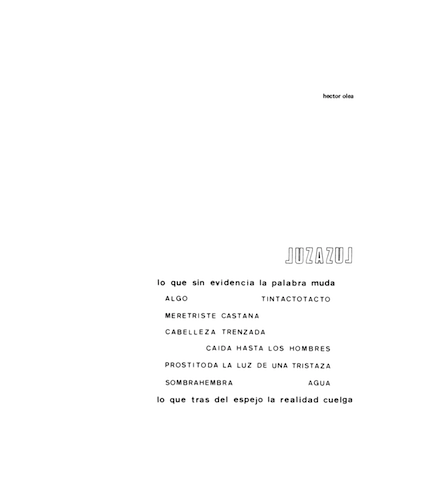 hector olea
LUZAZUL
lo que sin evidencia la palabra muda
ALGO TINTACTOTACTO
MERETRISTE CASTANA
CABELLEZA TRENZADA
CAIDA HASTA LOS HOMBRES
PROSTITODA LA LUZ DE UNA TRISTAZA
SOMBRAHEMBRA AGUA
lo que tras del espejo la realidad cuelga